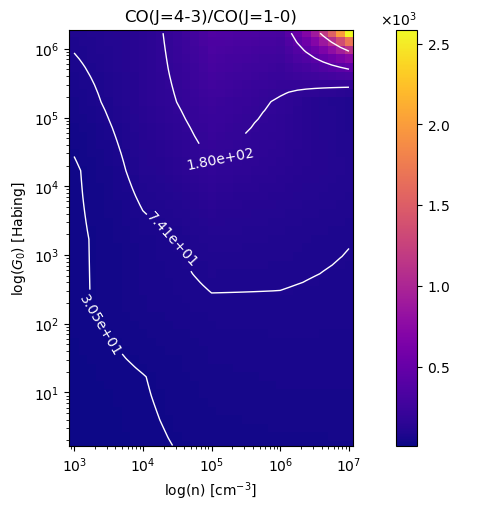 CO(J=4-3)/CO(J=1-0)
×10³
10⁶
10⁵
10⁴
10³
10²
10¹
log(G₀) [Habing]
1.80e+02
7.41e+01
3.05e+01
10³ 10⁴ 10⁵ 10⁶ 10⁷
log(n) [cm⁻³]
2.5
2.0
1.5
1.0
0.5